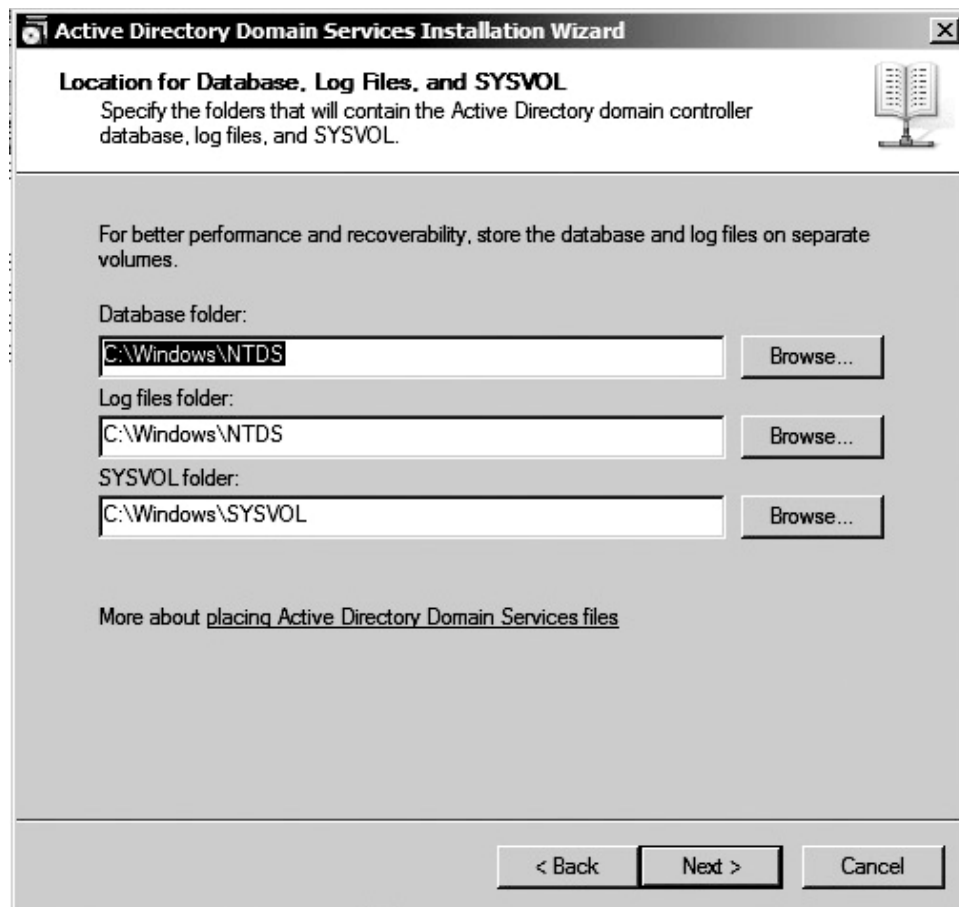 Active Directory Domain Services Installation Wizard
Location for Database, Log Files, and SYSVOL
Specify the folders that will contain the Active Directory domain controller
database, log files, and SYSVOL.
For better performance and recoverability, store the database and log files on separate
volumes.
Database folder:
C:\Windows\NTDS
Browse...
Log files folder:
C:\Windows\NTDS
Browse...
SYSVOL folder:
C:\Windows\SYSVOL
Browse...
More about placing Active Directory Domain Services files
< Back
Next >
Cancel